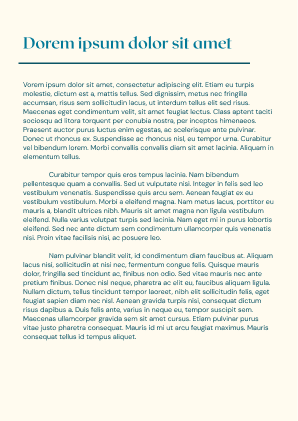 Dorem ipsum dolor sit amet
Vorem ipsum dolor sit amet, consectetur adipiscing elit. Etiam eu turpis
molestie, dictum est a, mattis tellus. Sed dignissim, metus nec fringilla
accumsan, risus sem sollicitudin lacus, ut interdum tellus elit sed risus.
Maecenas eget condimentum velit, sit amet feugiat lectus. Class aptent taciti
sociosqu ad litora torquent per conubia nostra, per inceptos himenaeos.
Praesent auctor purus luctus enim egestas, ac scelerisque ante pulvinar.
Donec ut rhoncus ex. Suspendisse ac rhoncus nisl, eu tempor urna. Curabitur
vel bibendum lorem. Morbi convallis convallis diam sit amet lacinia. Aliquam in
elementum tellus.
Curabitur tempor quis eros tempus lacinia. Nam bibendum
pellentesque quam a convallis. Sed ut vulputate nisi. Integer in felis sed leo
vestibulum venenatis. Suspendisse quis arcu sem. Aenean feugiat ex eu
vestibulum vestibulum. Morbi a eleifend magna. Nam metus lacus, porttitor eu
mauris a, blandit ultrices nibh. Mauris sit amet magna non ligula vestibulum
eleifend. Nulla varius volutpat turpis sed lacinia. Nam eget mi in purus lobortis
eleifend. Sed nec ante dictum sem condimentum ullamcorper quis venenatis
nisi. Proin vitae facilisis nisi, ac posuere leo.
Nam pulvinar blandit velit, id condimentum diam faucibus at. Aliquam
lacus nisi, sollicitudin at nisi nec, fermentum congue felis. Quisque mauris
dolor, fringilla sed tincidunt ac, finibus non odio. Sed vitae mauris nec ante
pretium finibus. Donec nisl neque, pharetra ac elit eu, faucibus aliquam ligula.
Nullam dictum, tellus tincidunt tempor laoreet, nibh elit sollicitudin felis, eget
feugiat sapien diam nec nisl. Aenean gravida turpis nisi, consequat dictum
risus dapibus a. Duis felis ante, varius in neque eu, tempor suscipit sem.
Maecenas ullamcorper gravida sem sit amet cursus. Etiam pulvinar purus
vitae justo pharetra consequat. Mauris id mi ut arcu feugiat maximus. Mauris
consequat tellus id tempus aliquet.